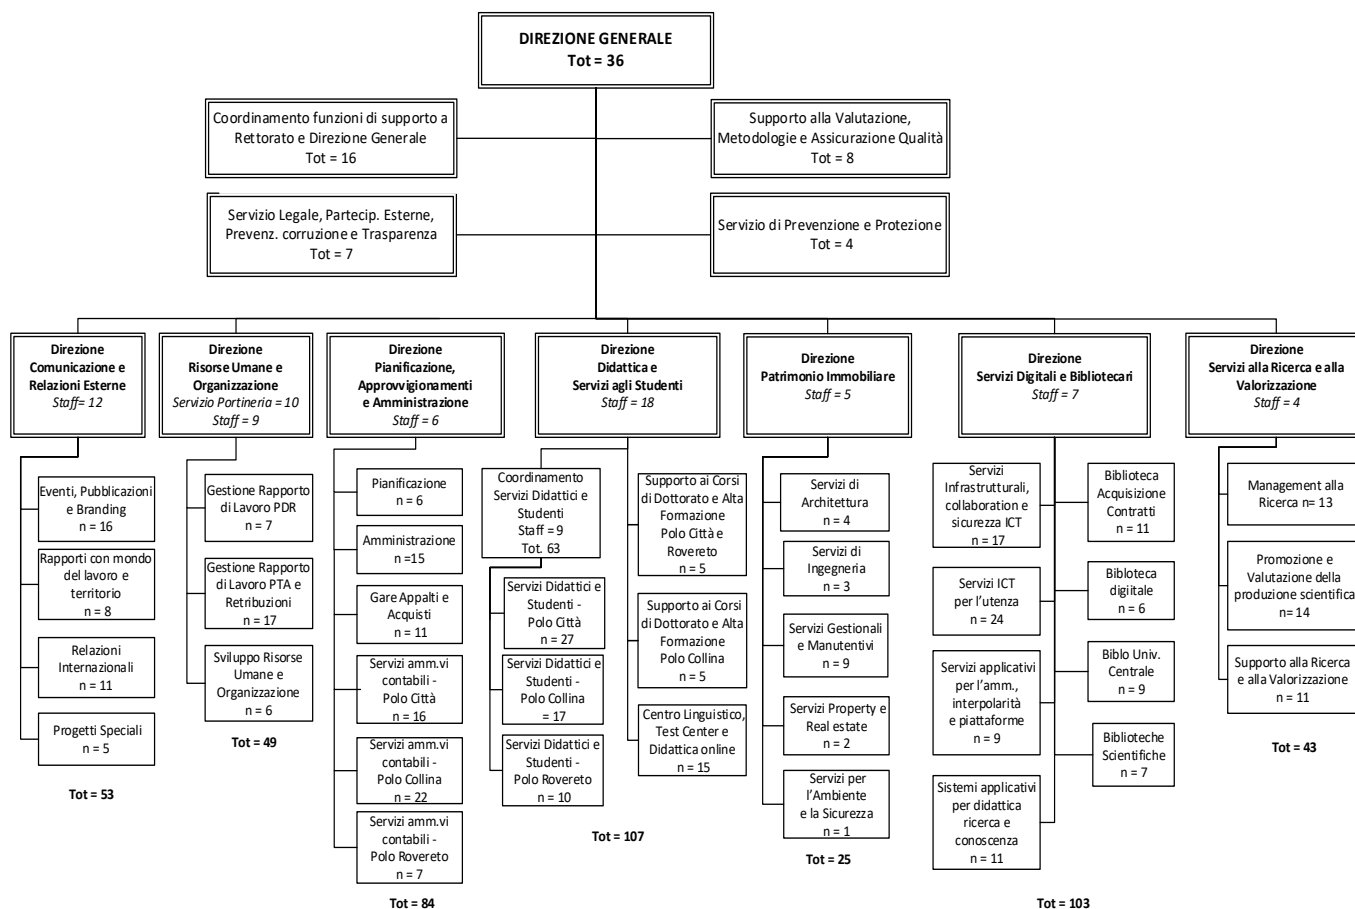 DIREZIONE GENERALE
Tot = 36
Coordinamento funzioni di supporto a
Rettorato e Direzione Generale
Tot = 16
Supporto alla Valutazione,
Metodologie e Assicurazione Qualità
Tot = 8
Servizio Legale, Partecip. Esterne,
Prevenz. corruzione e Trasparenza
Tot = 7
Servizio di Prevenzione e Protezione
Tot = 4
Direzione
Comunicazione e
Relazioni Esterne
Staff= 12
Eventi, Pubblicazioni
e Branding
n = 16
Rapporti con mondo
del lavoro e
territorio
n = 8
Relazioni
Internazionali
n = 11
Progetti Speciali
n = 5
Tot = 53
Direzione
Risorse Umane e
Organizzazione
Servizio Portineria = 10
Staff = 9
Gestione Rapporto
di Lavoro PDR
n = 7
Gestione Rapporto
di Lavoro PTA e
Retribuzioni
n = 17
Sviluppo Risorse
Umane e
Organizzazione
n = 6
Tot = 49
Direzione
Pianificazione,
Approvvigionamenti
e Amministrazione
Staff = 6
Pianificazione
n = 6
Amministrazione
n =15
Gare Appalti e
Acquisti
n = 11
Servizi amm.vi
contabili -
Polo Città
n = 16
Servizi amm.vi
contabili -
Polo Collina
n = 22
Servizi amm.vi
contabili -
Polo Rovereto
n = 7
Tot = 84
Direzione
Didattica e
Servizi agli Studenti
Staff = 18
Coordinamento
Servizi Didattici e
Studenti
Staff = 9
Tot. 63
Servizi Didattici e
Studenti -
Polo Città
n = 27
Servizi Didattici e
Studenti -
Polo Collina
= 17
Servizi Didattici e
Studenti -
Polo Rovereto
n = 10
Supporto ai Corsi
di Dottorato e Alta
Formazione
Polo Città e
Rovereto
n = 5
Supporto ai Corsi
di Dottorato e Alta
Formazione
Polo Collina
n = 5
Centro Linguistico,
Test Center e
Didattica online
n = 15
Tot = 107
Direzione
Patrimonio Immobiliare
Staff = 5
Servizi di
Architettura
n = 4
Servizi di
Ingegneria
n = 3
Servizi Gestionali
e Manutentivi
n = 9
Servizi Property e
Real estate
n = 2
Servizi per
l'Ambiente
e la Sicurezza
n = 1
Tot = 25
Direzione
Servizi Digitali e Bibliotecari
Staff = 7
Servizi
Infrastrutturali,
collaboration e
sicurezza ICT
n = 17
Servizi ICT
per l'utenza
n = 24
Servizi applicativi
per l'amm.,
interpolarità
e piattaforme
n = 9
Sistemi applicativi
per didattica
ricerca e
conoscenza
n = 11
Biblioteca
Acquisizione
Contratti
n = 11
Bibloteca
digiitale
n = 6
Biblo Univ.
Centrale
n = 9
Biblioteche
Scientifiche
n = 7
Tot = 103
Direzione
Servizi alla Ricerca e alla
Valorizzazione
Staff = 4
Management alla
Ricerca n= 13
Promozione e
Valutazione della
produzione scientifica
n = 14
Supporto alla Ricerca
e alla Valorizzazione
n = 11
Tot = 43